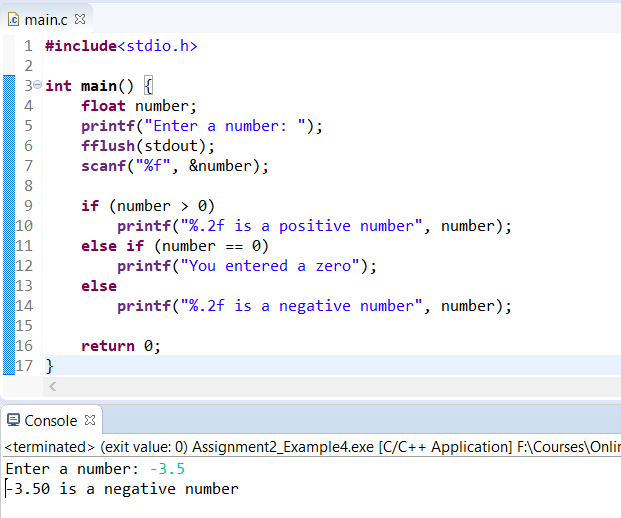 main.c
1 #include<stdio.h>
2
3 int main() {
4     float number;
5     printf("Enter a number: ");
6     fflush(stdout);
7     scanf("%f", &number);
8
9     if (number > 0)
10         printf("%.2f is a positive number", number);
11     else if (number == 0)
12         printf("You entered a zero");
13     else
14         printf("%.2f is a negative number", number);
15
16     return 0;
17 }
Console
<terminated> (exit value: 0) Assignment2_Example4.exe [C/C++ Application] F:\Courses\Onli
Enter a number: -3.5
-3.50 is a negative number